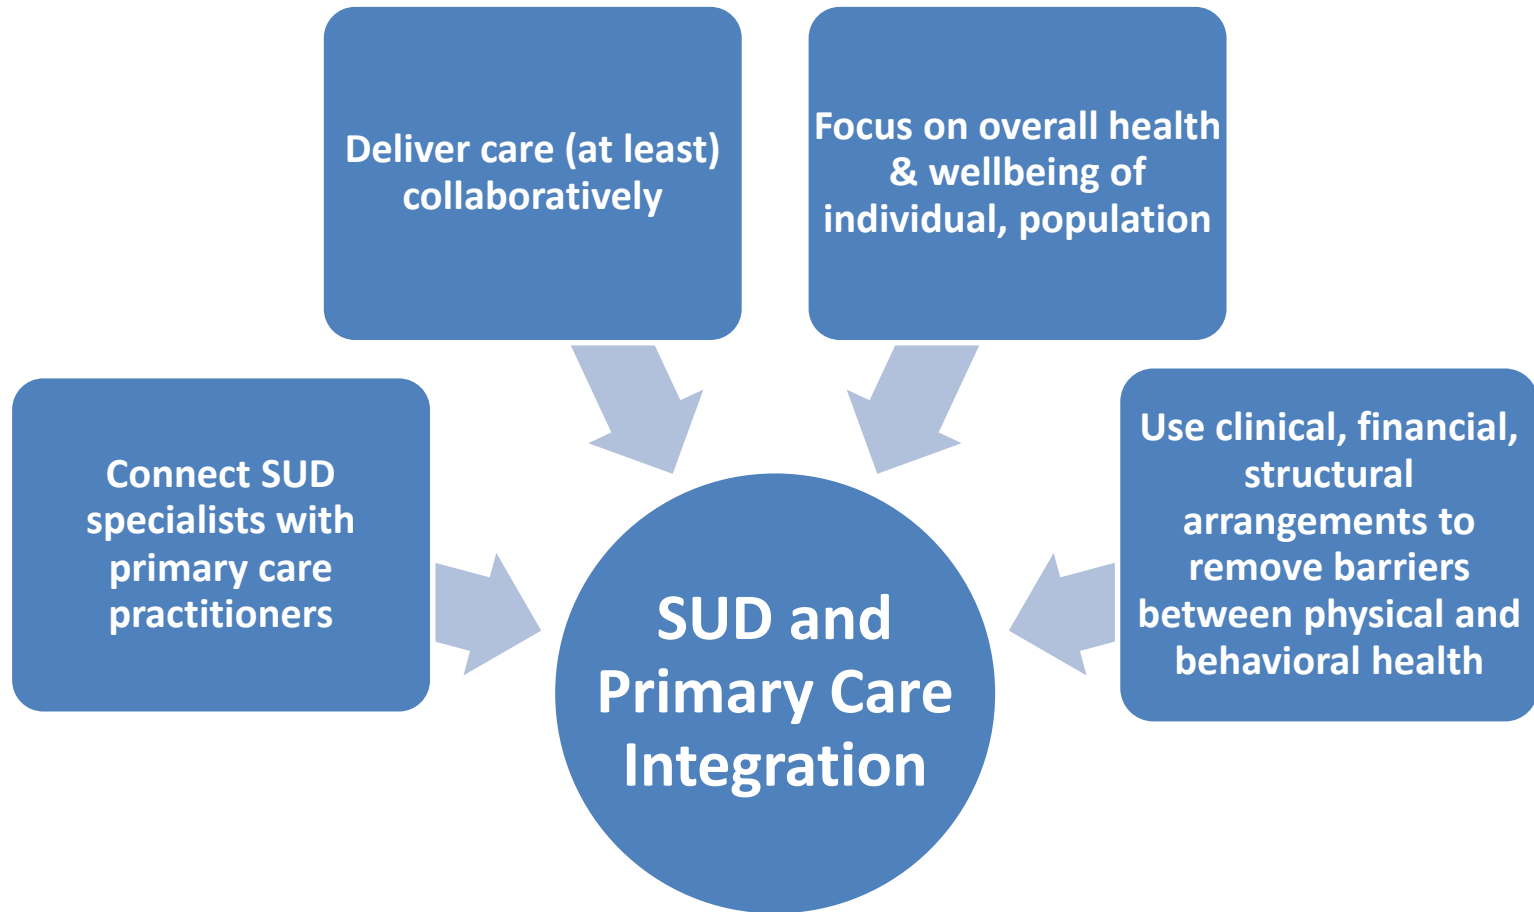 Deliver care (at least)
collaboratively
Focus on overall health
& wellbeing of
individual, population
Connect SUD
specialists with
primary care
practitioners
Use clinical, financial,
structural
arrangements to
remove barriers
between physical and
behavioral health
SUD and
Primary Care
Integration